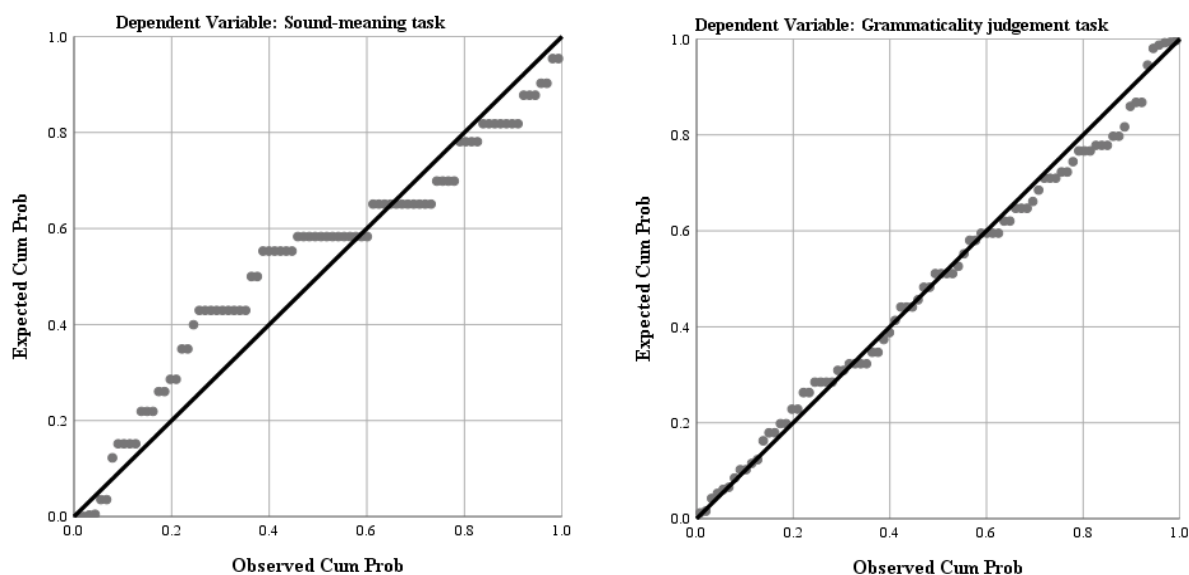 Dependent Variable: Sound-meaning task
1.0
0.8
0.6
0.4
0.2
0.0
Expected Cum Prob
0.0 0.2 0.4 0.6 0.8 1.0
Observed Cum Prob
Dependent Variable: Grammaticality judgement task
1.0
0.8
0.6
0.4
0.2
0.0
Expected Cum Prob
0.0 0.2 0.4 0.6 0.8 1.0
Observed Cum Prob